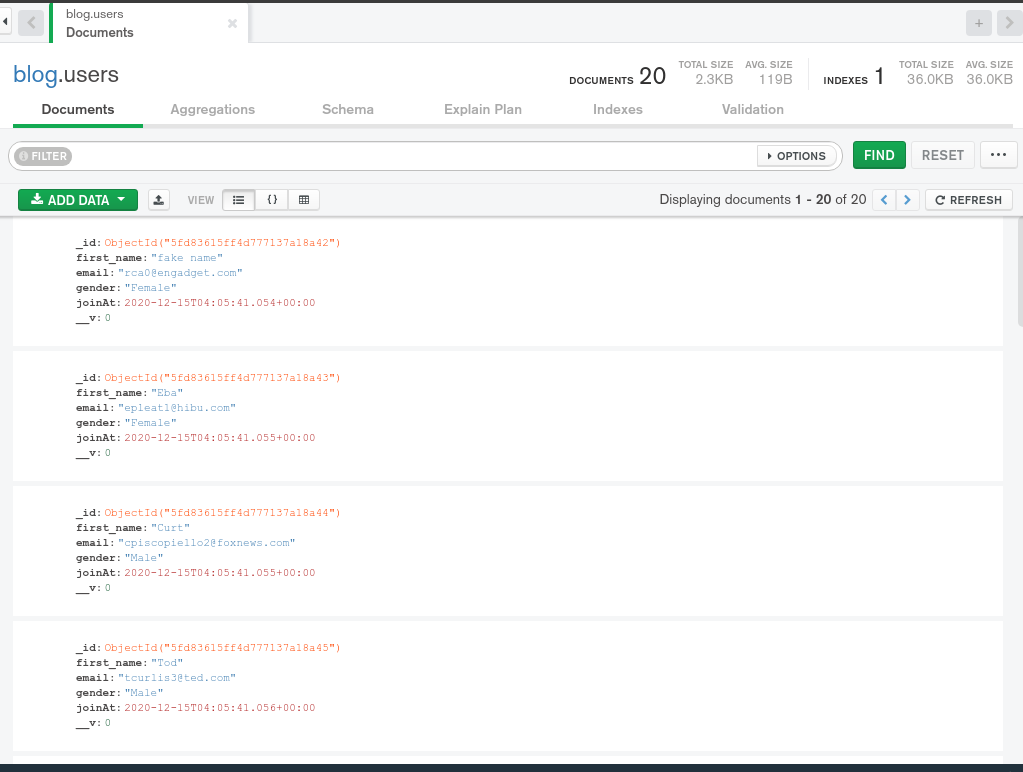 blog.users
Documents
blog.users
DOCUMENTS 20 TOTAL SIZE 2.3KB AVG. SIZE 119B INDEXES 1 TOTAL SIZE 36.0KB AVG. SIZE 36.0KB
Documents Aggregations Schema Explain Plan Indexes Validation
FILTER OPTIONS FIND RESET
ADD DATA VIEW {} Displaying documents 1 - 20 of 20 REFRESH
_id: ObjectId("5fd83615ff4d777137a18a42")
first_name: "fake name"
email: "rca0@engadget.com"
gender: "Female"
joinAt: 2020-12-15T04:05:41.054+00:00
__v: 0
_id: ObjectId("5fd83615ff4d777137a18a43")
first_name: "Eba"
email: "epleat1@hibu.com"
gender: "Female"
joinAt: 2020-12-15T04:05:41.055+00:00
__v: 0
_id: ObjectId("5fd83615ff4d777137a18a44")
first_name: "Curt"
email: "cpiscopiello2@foxnews.com"
gender: "Male"
joinAt: 2020-12-15T04:05:41.055+00:00
__v: 0
_id: ObjectId("5fd83615ff4d777137a18a45")
first_name: "Tod"
email: "tcurlis3@ted.com"
gender: "Male"
joinAt: 2020-12-15T04:05:41.056+00:00
__v: 0